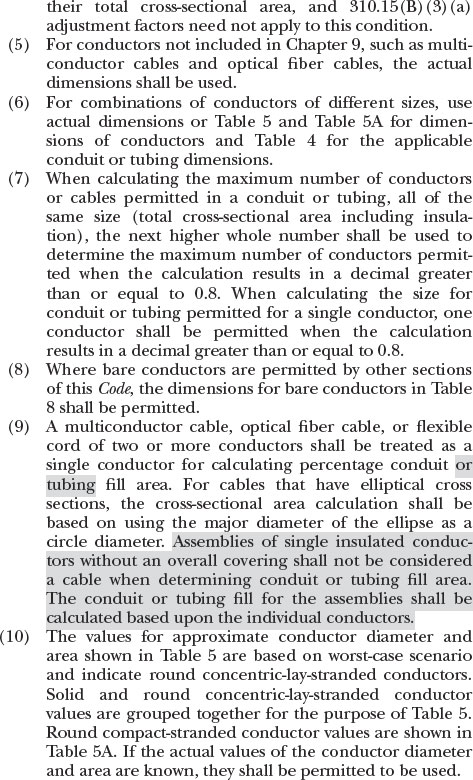 their total cross-sectional area, and 310.15(B)(3)(a)
adjustment factors need not apply to this condition.
(5) For conductors not included in Chapter 9, such as multi-
conductor cables and optical fiber cables, the actual
dimensions shall be used.
(6) For combinations of conductors of different sizes, use
actual dimensions or Table 5 and Table 5A for dimen-
sions of conductors and Table 4 for the applicable
conduit or tubing dimensions.
(7) When calculating the maximum number of conductors
or cables permitted in a conduit or tubing, all of the
same size (total cross-sectional area including insula-
tion), the next higher whole number shall be used to
determine the maximum number of conductors permit-
ted when the calculation results in a decimal greater
than or equal to 0.8. When calculating the size for
conduit or tubing permitted for a single conductor, one
conductor shall be permitted when the calculation
results in a decimal greater than or equal to 0.8.
(8) Where bare conductors are permitted by other sections
of this Code, the dimensions for bare conductors in Table
8 shall be permitted.
(9) A multiconductor cable, optical fiber cable, or flexible
cord of two or more conductors shall be treated as a
single conductor for calculating percentage conduit or
tubing fill area. For cables that have elliptical cross
sections, the cross-sectional area calculation shall be
based on using the major diameter of the ellipse as a
circle diameter. Assemblies of single insulated conduc-
tors without an overall covering shall not be considered
a cable when determining conduit or tubing fill area.
The conduit or tubing fill for the assemblies shall be
calculated based upon the individual conductors.
(10) The values for approximate conductor diameter and
area shown in Table 5 are based on worst-case scenario
and indicate round concentric-lay-stranded conductors.
Solid and round concentric-lay-stranded conductor
values are grouped together for the purpose of Table 5.
Round compact-stranded conductor values are shown in
Table 5A. If the actual values of the conductor diameter
and area are known, they shall be permitted to be used.